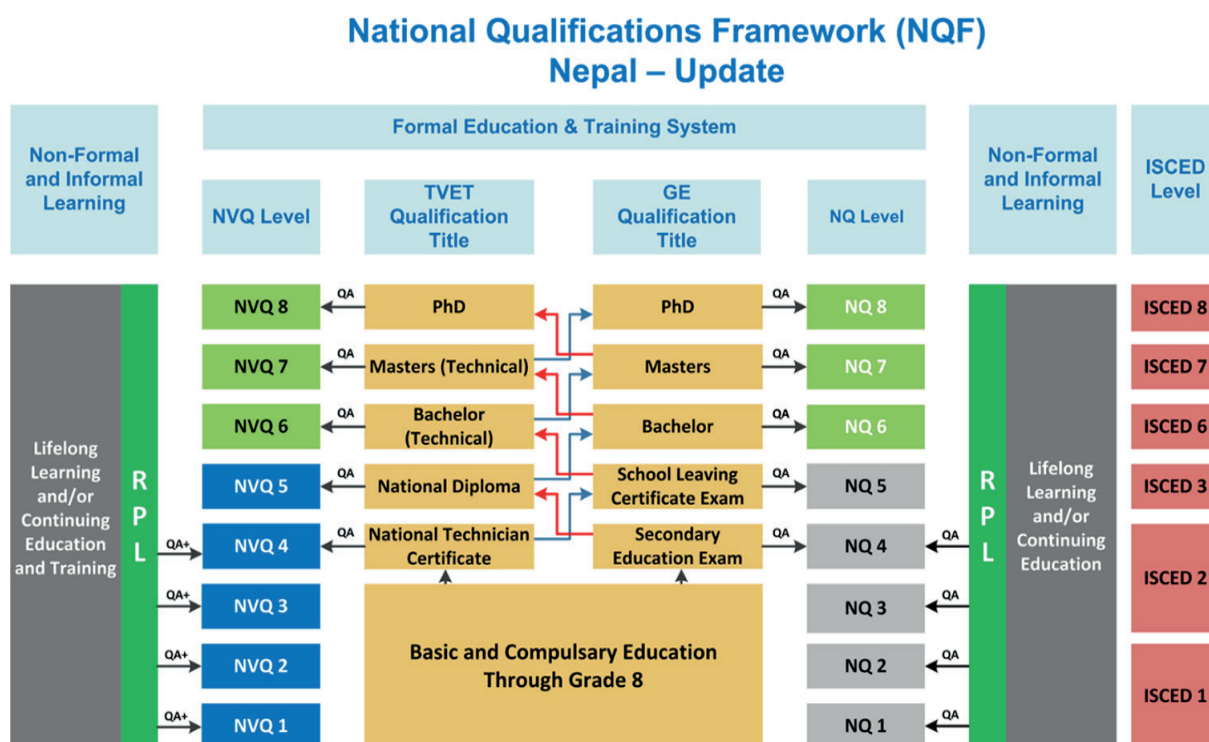 National Qualifications Framework (NQF)
Nepal – Update
Non-Formal
and Informal
Learning
Formal Education & Training System
NVQ Level
TVET
Qualification
Title
GE
Qualification
Title
NQ Level
Non-Formal
and Informal
Learning
ISCED
Level
Lifelong
Learning
and/or
Continuing
Education
and Training
R
P
L
NVQ 8
QA
PhD
PhD
QA
NQ 8
ISCED 8
NVQ 7
QA
Masters (Technical)
Masters
QA
NQ 7
ISCED 7
NVQ 6
QA
Bachelor
(Technical)
Bachelor
QA
NQ 6
ISCED 6
NVQ 5
QA
National Diploma
School Leaving
Certificate Exam
QA
NQ 5
ISCED 3
QA+
NVQ 4
QA
National Technician
Certificate
Secondary
Education Exam
QA
NQ 4
QA
ISCED 2
QA+
NVQ 3
NQ 3
QA
QA+
NVQ 2
Basic and Compulsary Education
Through Grade 8
NQ 2
QA
ISCED 1
QA+
NVQ 1
NQ 1
QA
R
P
L
Lifelong
Learning
and/or
Continuing
Education